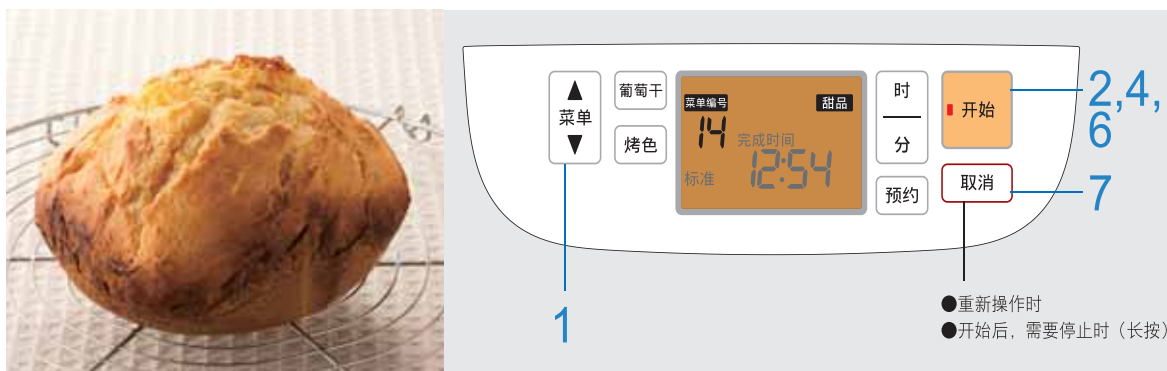 ▲
菜单
▼
葡萄干
烤色
菜单编号
甜品
14
完成时间
12:54
标准
时
分
预约
开始
取消
2,4,
6
7
1
●重新操作时
●开始后，需要停止时（长按）